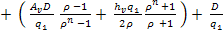 + ( A_v D / q_1 · ρ −1 / ρ^n −1 + h_v q_1 / 2ρ · ρ^n +1 / ρ +1 ) + D / q_1